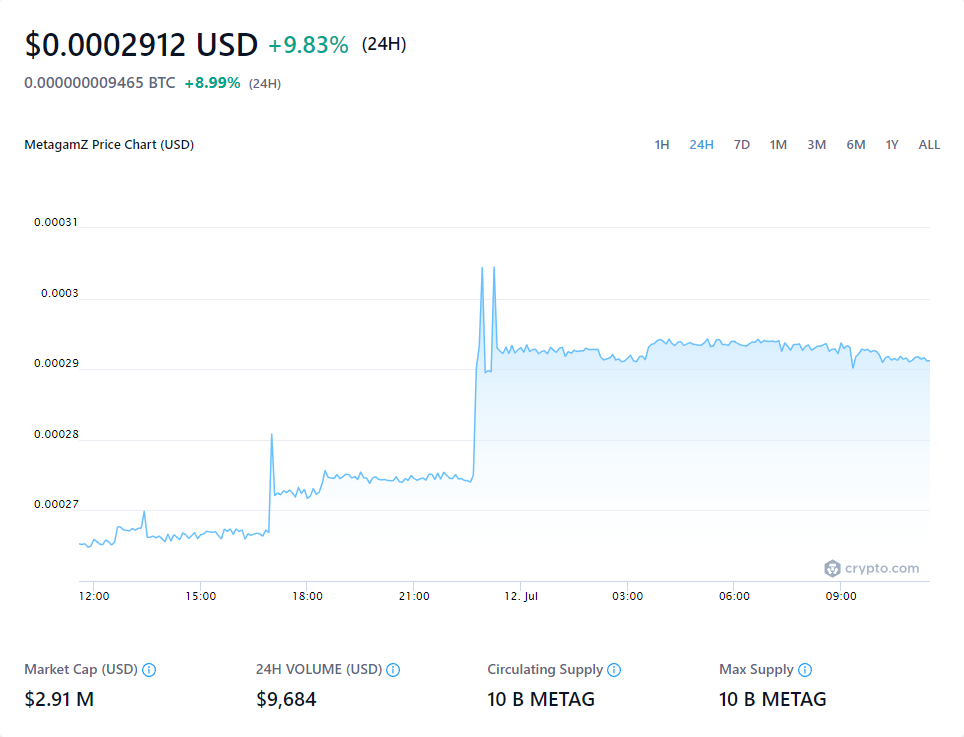 $0.0002912 USD +9.83% (24H)
0.000000009465 BTC +8.99% (24H)
MetagamZ Price Chart (USD) 1H 24H 7D 1M 3M 6M 1Y ALL
0.00031
0.0003
0.00029
0.00028
0.00027
crypto.com
12:00 15:00 18:00 21:00 12. Jul 03:00 06:00 09:00
Market Cap (USD) 24H VOLUME (USD) Circulating Supply Max Supply
$2.91 M $9,684 10 B METAG 10 B METAG